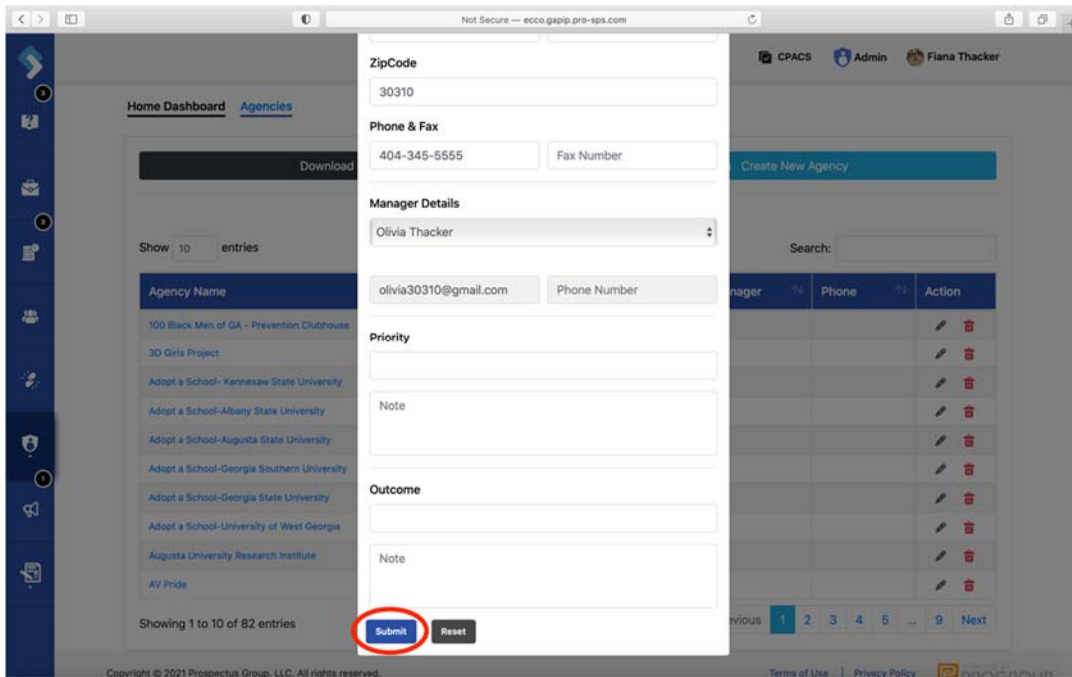 Not Secure — ecco.gapip.pro-sps.com
CPACS
Admin
Fiana Thacker
3
3
1
Home Dashboard
Agencies
Download
Create New Agency
Show 10 entries
Search:
Agency Name
nager
Phone
Action
100 Black Men of GA - Prevention Clubhouse
3D Girls Project
Adopt a School- Kennesaw State University
Adopt a School-Albany State University
Adopt a School-Augusta State University
Adopt a School-Georgia Southern University
Adopt a School-Georgia State University
Adopt a School-University of West Georgia
Augusta University Research Institute
AV Pride
Showing 1 to 10 of 82 entries
evious 1 2 3 4 5 ... 9 Next
ZipCode
30310
Phone & Fax
404-345-5555
Fax Number
Manager Details
Olivia Thacker
olivia30310@gmail.com
Phone Number
Priority
Note
Outcome
Note
Submit
Reset
Copyright © 2021 Prospectus Group, LLC. All rights reserved.
Terms of Use | Privacy Policy
PROGROUP